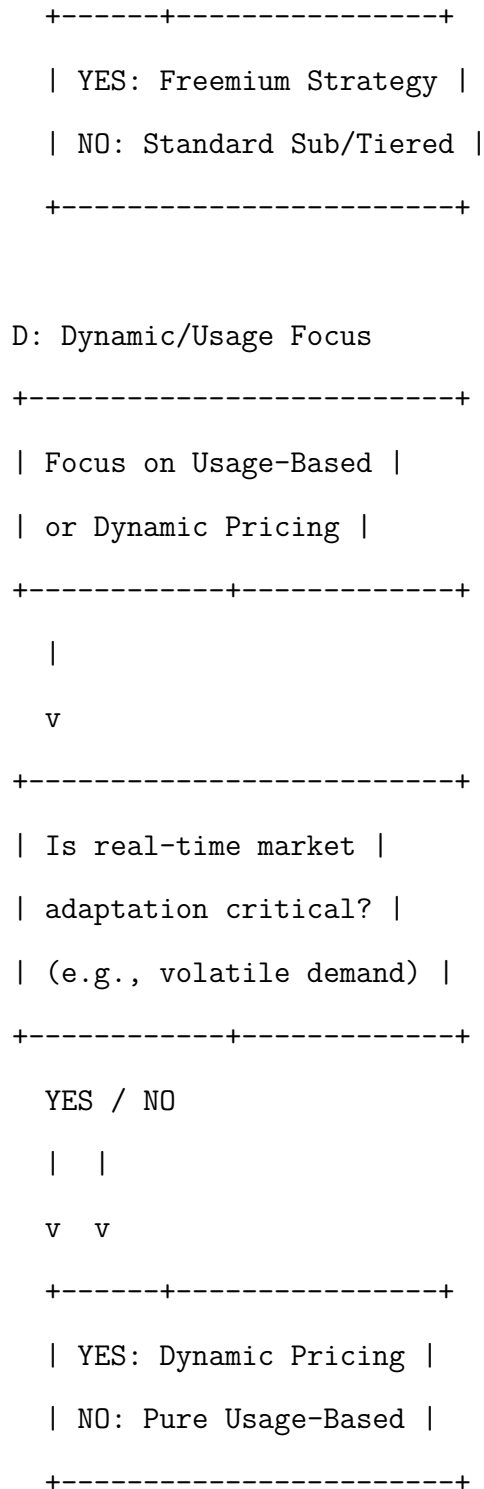 +------+----------------+
| YES: Freemium Strategy |
| NO: Standard Sub/Tiered |
+------------------------+
D: Dynamic/Usage Focus
+--------------------------+
| Focus on Usage-Based |
| or Dynamic Pricing |
+------------+-------------+
|
v
+--------------------------+
| Is real-time market |
| adaptation critical? |
| (e.g., volatile demand) |
+------------+-------------+
YES / NO
| |
v v
+------+----------------+
| YES: Dynamic Pricing |
| NO: Pure Usage-Based |
+------------------------+